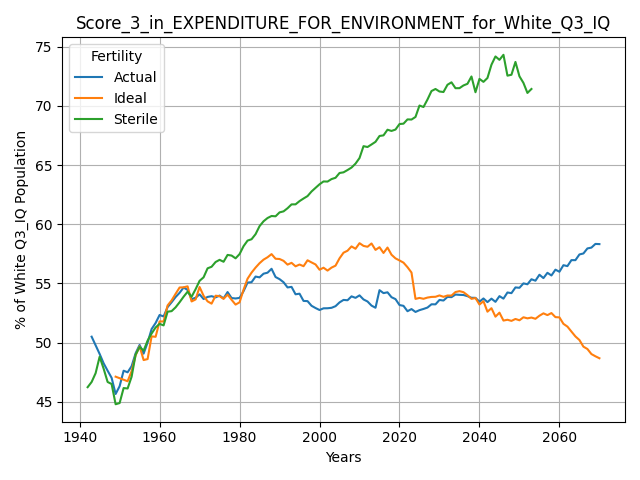 Score_3_in_EXPENDITURE_FOR_ENVIRONMENT_for_White_Q3_IQ
Fertility
Actual
Ideal
Sterile
% of White Q3_IQ Population
75
70
65
60
55
50
45
1940
1960
1980
2000
2020
2040
2060
Years